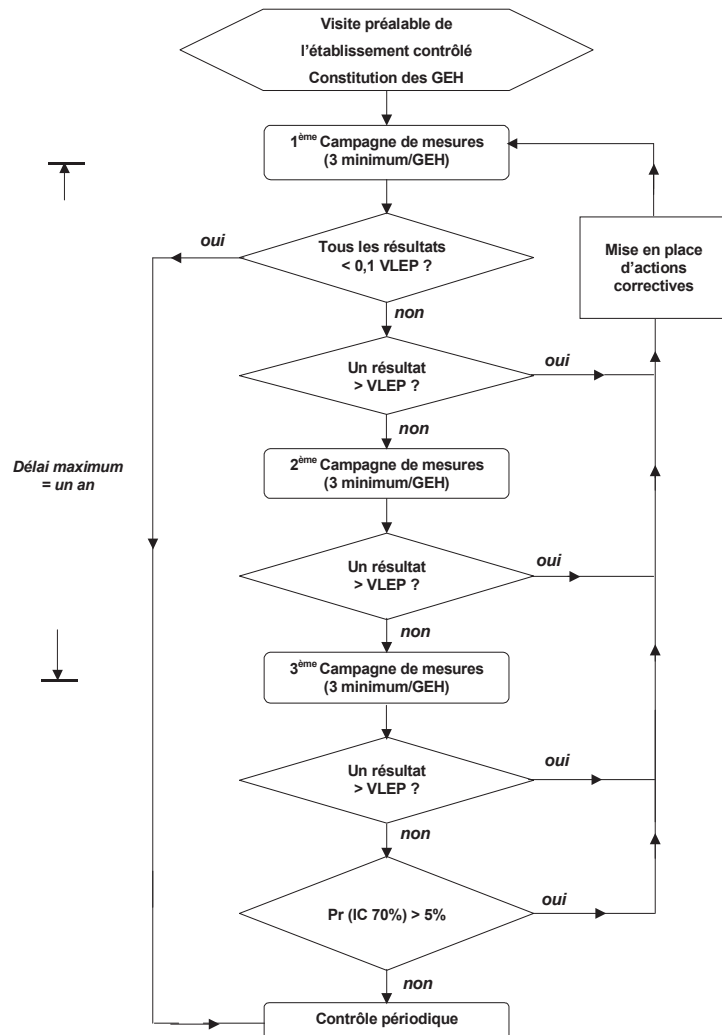 Visite préalable de
l'établissement contrôlé
Constitution des GEH
1ème Campagne de mesures
(3 minimum/GEH)
oui
Tous les résultats
< 0,1 VLEP ?
Mise en place
d'actions
correctives
non
Un résultat
> VLEP ?
oui
non
Délai maximum
= un an
2ème Campagne de mesures
(3 minimum/GEH)
Un résultat
> VLEP ?
oui
non
3ème Campagne de mesures
(3 minimum/GEH)
Un résultat
> VLEP ?
oui
non
Pr (IC 70%) > 5%
oui
non
Contrôle périodique